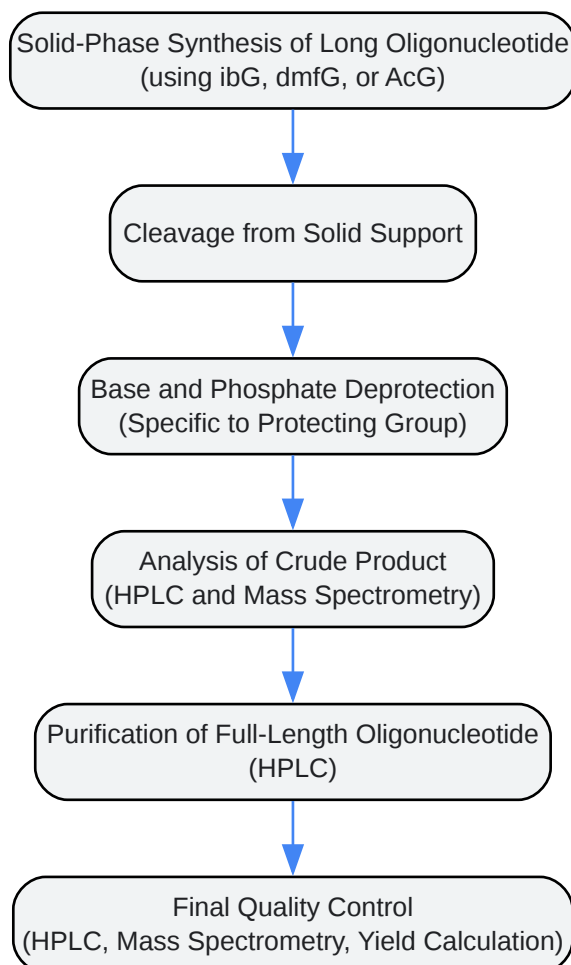 Solid-Phase Synthesis of Long Oligonucleotide
(using ibG, dmfG, or AcG)
Cleavage from Solid Support
Base and Phosphate Deprotection
(Specific to Protecting Group)
Analysis of Crude Product
(HPLC and Mass Spectrometry)
Purification of Full-Length Oligonucleotide
(HPLC)
Final Quality Control
(HPLC, Mass Spectrometry, Yield Calculation)